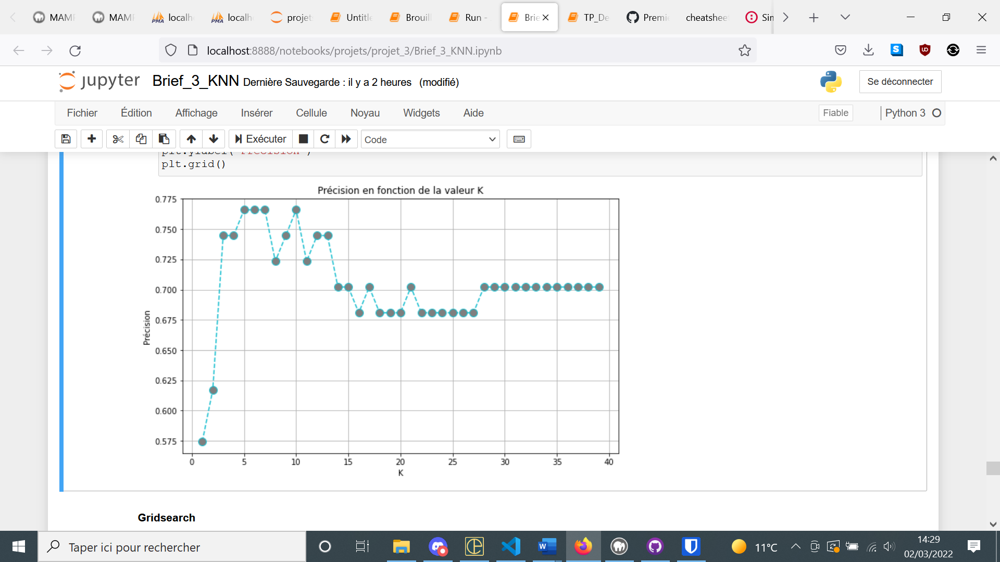 MAMP
MAMP
localh
localh
projet
Untitle
Brouill
Run -
Brie
TP_De
Premi
cheatshee
Sin
localhost:8888/notebooks/projets/projet_3/Brief_3_KNN.ipynb
jupyter Brief_3_KNN Dernière Sauvegarde : il y a 2 heures (modifié)
Se déconnecter
Fichier Édition Affichage Insérer Cellule Noyau Widgets Aide
Fiable
Python 3
Exécuter
Code
plt.ylabel('Précision')
plt.grid()
Précision en fonction de la valeur K
0.775
0.750
0.725
0.700
0.675
0.650
0.625
0.600
0.575
Précision
0 5 10 15 20 25 30 35 40
K
Gridsearch
Taper ici pour rechercher
11°C
14:29
02/03/2022